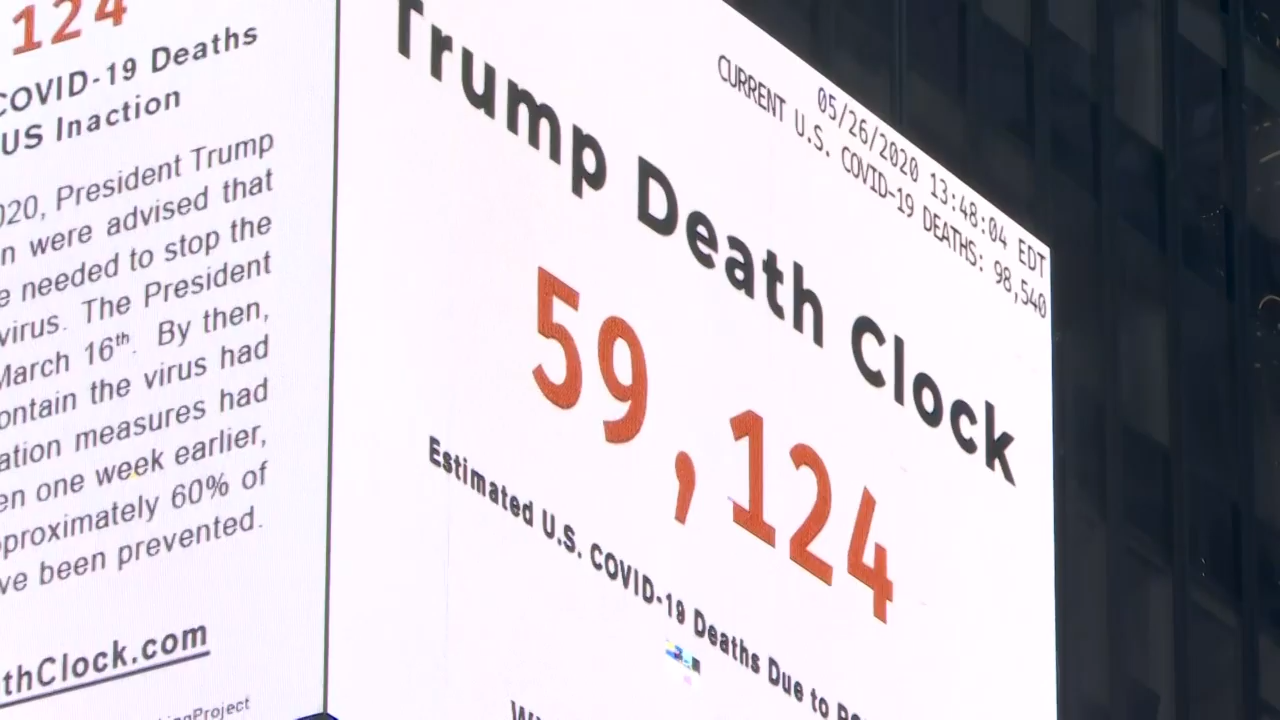 124
COVID-19 Deaths
US Inaction
020, President Trump
n were advised that
e needed to stop the
virus. The President
March 16th. By then,
ontain the virus had
ation measures had
en one week earlier,
pproximately 60% of
ve been prevented.
thClock.com
onProject
05/26/2020 13:48:04 EDT
CURRENT U.S. COVID-19 DEATHS: 98,540
Trump Death Clock
59,124
Estimated U.S. COVID-19 Deaths Due to